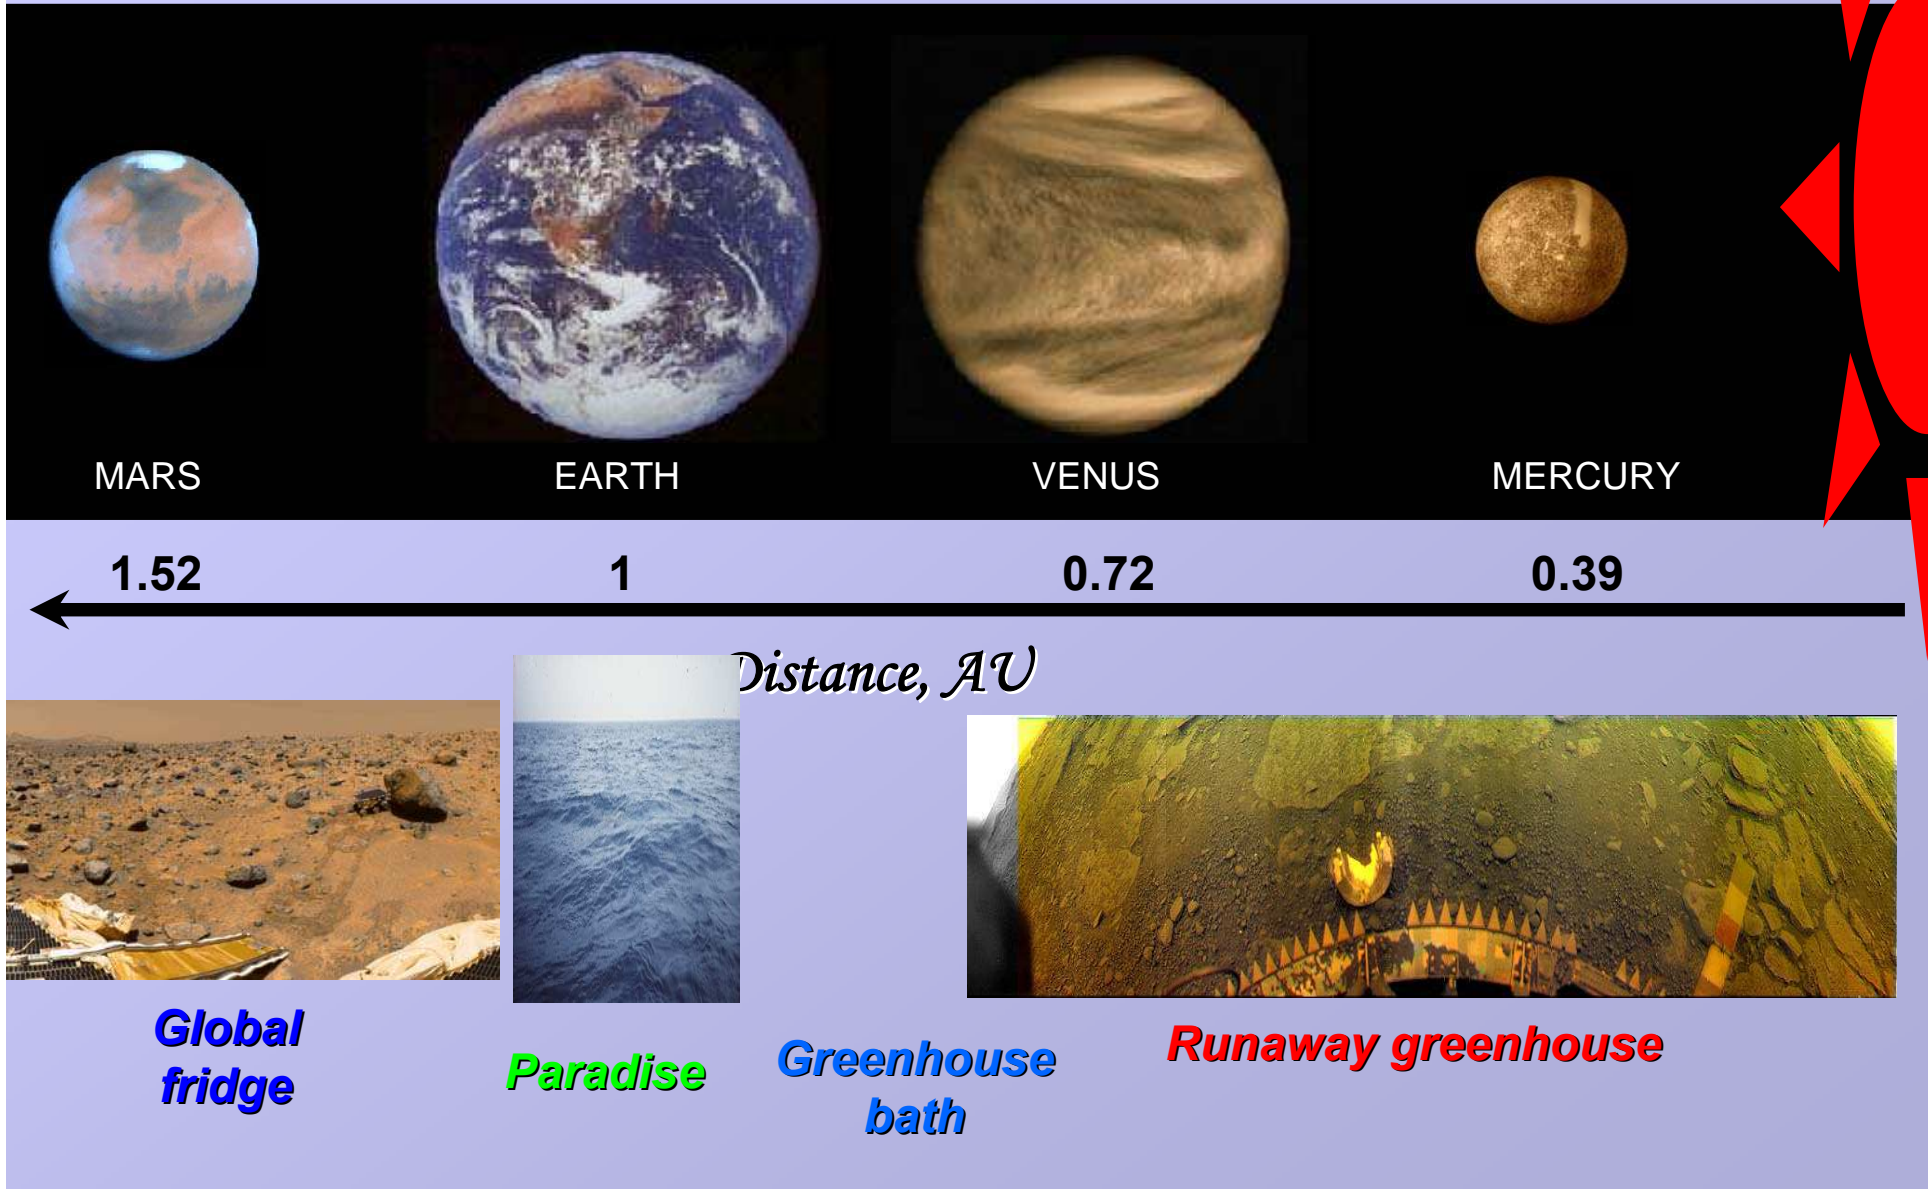 MARS EARTH VENUS MERCURY
1.52 1 0.72 0.39
Distance, AU
Global
fridge
Paradise
Greenhouse
bath
Runaway greenhouse